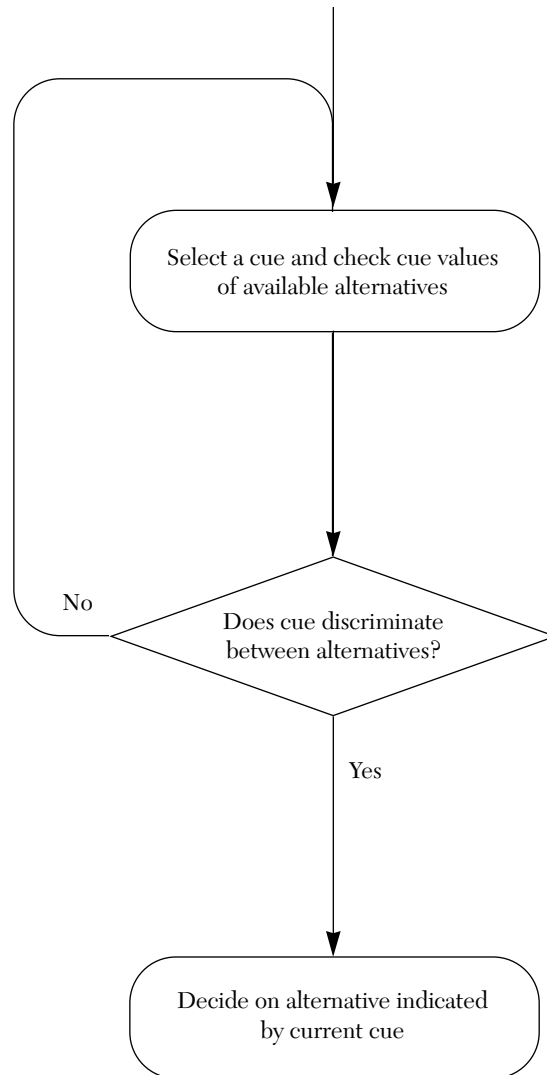 Select a cue and check cue values
of available alternatives
No
Does cue discriminate
between alternatives?
Yes
Decide on alternative indicated
by current cue